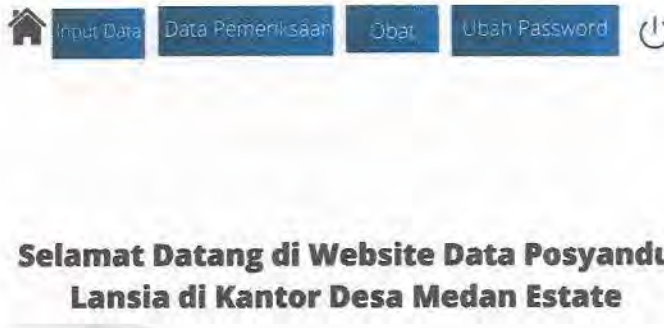 Input Data Data Pemeriksaan Obat Ubah Password
Selamat Datang di Website Data Posyandu
Lansia di Kantor Desa Medan Estate